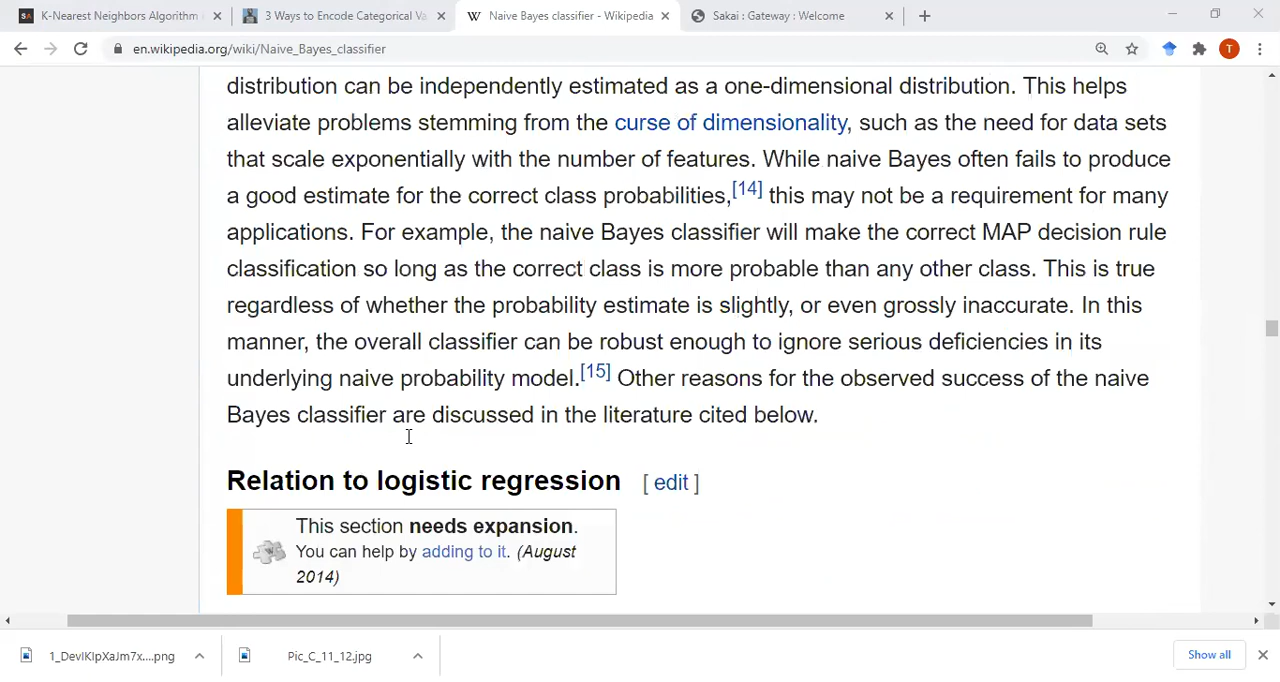 K-Nearest Neighbors Algorithm
3 Ways to Encode Categorical Va
Naive Bayes classifier - Wikipedia
Sakai : Gateway : Welcome
en.wikipedia.org/wiki/Naive_Bayes_classifier
T
distribution can be independently estimated as a one-dimensional distribution. This helps
alleviate problems stemming from the curse of dimensionality, such as the need for data sets
that scale exponentially with the number of features. While naive Bayes often fails to produce
a good estimate for the correct class probabilities,[14] this may not be a requirement for many
applications. For example, the naive Bayes classifier will make the correct MAP decision rule
classification so long as the correct class is more probable than any other class. This is true
regardless of whether the probability estimate is slightly, or even grossly inaccurate. In this
manner, the overall classifier can be robust enough to ignore serious deficiencies in its
underlying naive probability model.[15] Other reasons for the observed success of the naive
Bayes classifier are discussed in the literature cited below.
Relation to logistic regression [ edit ]
This section needs expansion.
You can help by adding to it. (August
2014)
1_DevIKlpXaJm7x....png
Pic_C_11_12.jpg
Show all